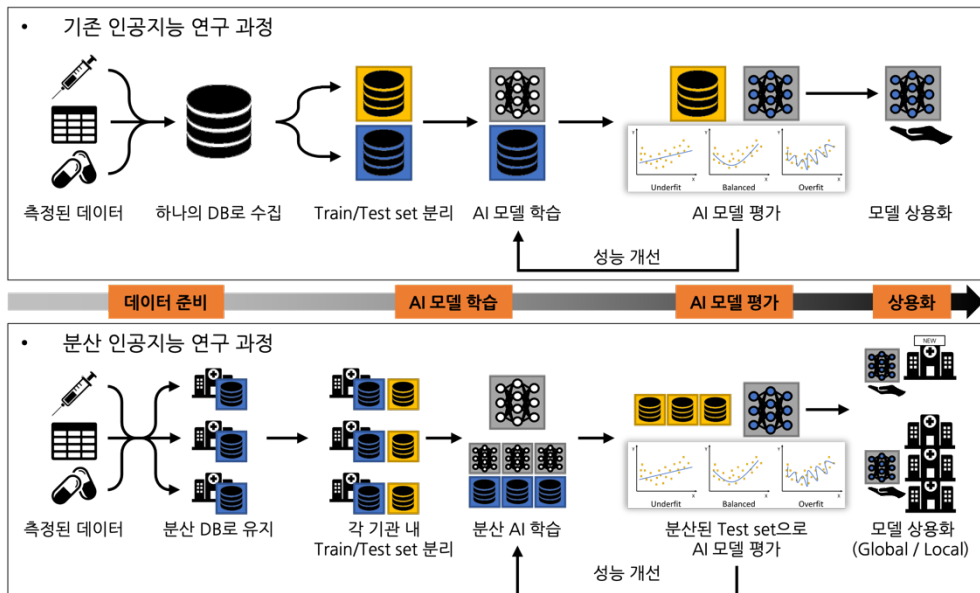 • 기존 인공지능 연구 과정
Y Y Y
X X X
Underfit Balanced Overfit
측정된 데이터 하나의 DB로 수집 Train/Test set 분리 AI 모델 학습 AI 모델 평가 모델 상용화
성능 개선
데이터 준비 AI 모델 학습 AI 모델 평가 상용화
• 분산 인공지능 연구 과정
NEW
Y Y Y
X X X
Underfit Balanced Overfit
측정된 데이터 분산 DB로 유지 각 기관 내 분산 AI 학습 분산된 Test set으로 모델 상용화
Train/Test set 분리 AI 모델 평가 (Global / Local)
성능 개선